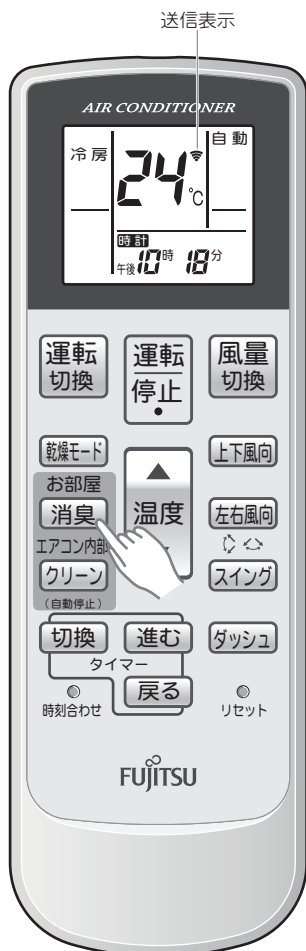 送信表示
AIR CONDITIONER
冷房
24℃
自動
時計
午後10時 18分
運転切換
運転停止
風量切換
乾燥モード
上下風向
お部屋
消臭
温度
左右風向
エアコン内部
クリーン
スイング
(自動停止)
切換
進む
ダッシュ
タイマー
戻る
時刻合わせ
リセット
FUJITSU